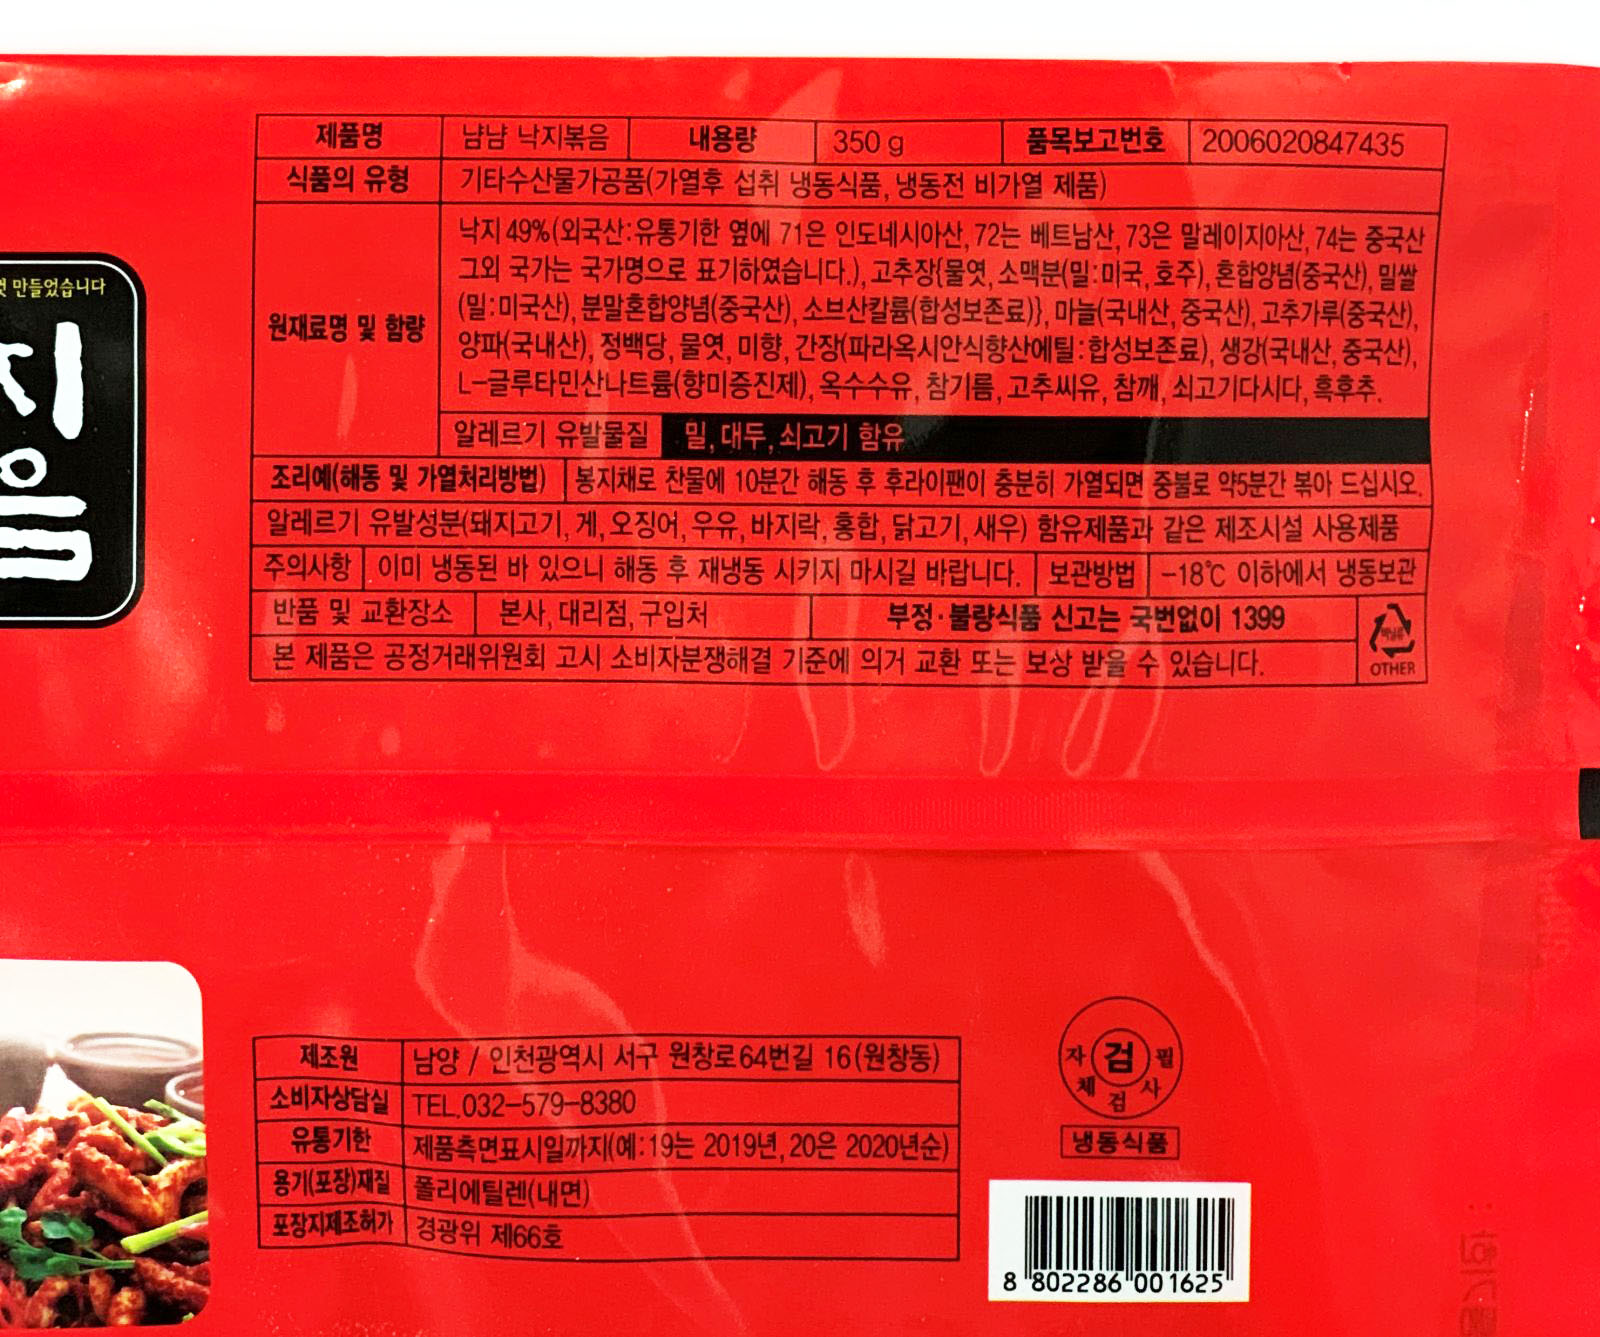 제품명 냠냠 낙지볶음 내용량 350 g 품목보고번호 2006020847435
식품의 유형 기타수산물가공품(가열후 섭취 냉동식품, 냉동전 비가열 제품)
낙지 49%(외국산:유통기한 옆에 71은 인도네시아산, 72는 베트남산, 73은 말레이지아산, 74는 중국산
그외 국가는 국가명으로 표기하였습니다.), 고추장{물엿, 소맥분(밀:미국, 호주), 혼합양념(중국산), 밀쌀
원재료명 및 함량 (밀:미국산), 분말혼합양념(중국산), 소브산칼륨(합성보존료)}, 마늘(국내산, 중국산), 고추가루(중국산),
양파(국내산), 정백당, 물엿, 미향, 간장(파라옥시안식향산에틸:합성보존료), 생강(국내산, 중국산),
L-글루타민산나트륨(향미증진제), 옥수수유, 참기름, 고추씨유, 참깨, 쇠고기다시다, 흑후추.
알레르기 유발물질 밀, 대두, 쇠고기 함유
조리예(해동 및 가열처리방법) 봉지채로 찬물에 10분간 해동 후 후라이팬이 충분히 가열되면 중불로 약5분간 볶아 드십시오.
알레르기 유발성분(돼지고기, 게, 오징어, 우유, 바지락, 홍합, 닭고기, 새우) 함유제품과 같은 제조시설 사용제품
주의사항 이미 냉동된 바 있으니 해동 후 재냉동 시키지 마시길 바랍니다. 보관방법 -18℃ 이하에서 냉동보관
반품 및 교환장소 본사, 대리점, 구입처 부정·불량식품 신고는 국번없이 1399
본 제품은 공정거래위원회 고시 소비자분쟁해결 기준에 의거 교환 또는 보상 받을 수 있습니다.
OTHER
만들었습니다
지
음
제조원 남양 / 인천광역시 서구 원창로64번길 16(원창동)
소비자상담실 TEL.032-579-8380
유통기한 제품측면표시일까지(예:19는 2019년, 20은 2020년순)
용기(포장)재질 폴리에틸렌(내면)
포장지제조허가 경광위 제66호
자 검 필
체 검 사
냉동식품
8 802286 001625